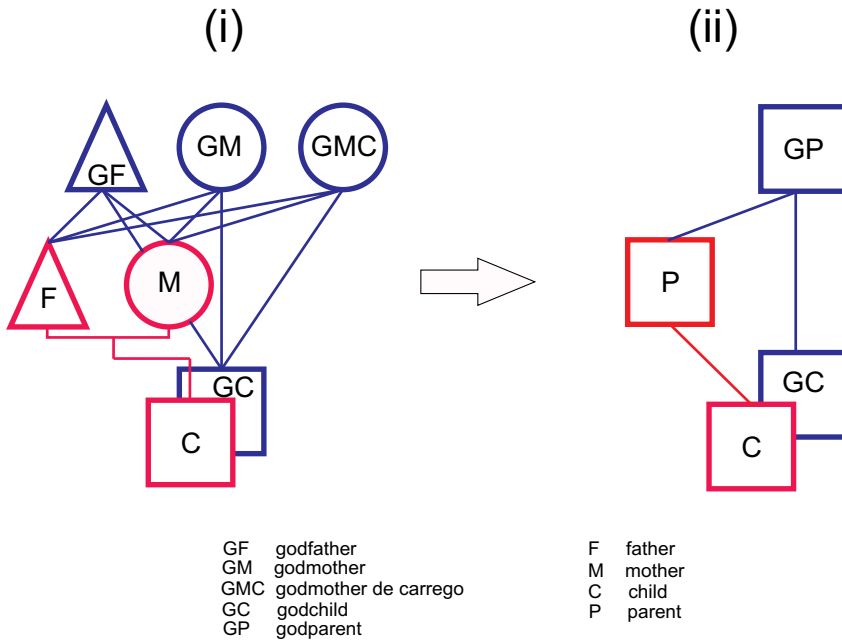 (i) (ii)
GF GM GMC GP
F M P
GC GC
C C
GF godfather
GM godmother
GMC godmother de carrego
GC godchild
GP godparent
F father
M mother
C child
P parent